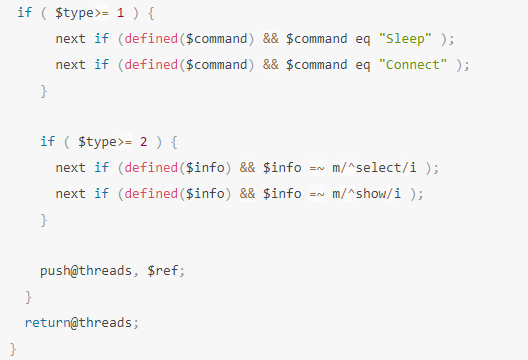 if ( $type>= 1 ) {
next if (defined($command) && $command eq "Sleep" );
next if (defined($command) && $command eq "Connect" );
}
if ( $type>= 2 ) {
next if (defined($info) && $info =~ m/^select/i );
next if (defined($info) && $info =~ m/^show/i );
}
push@threads, $ref;
}
return@threads;
}